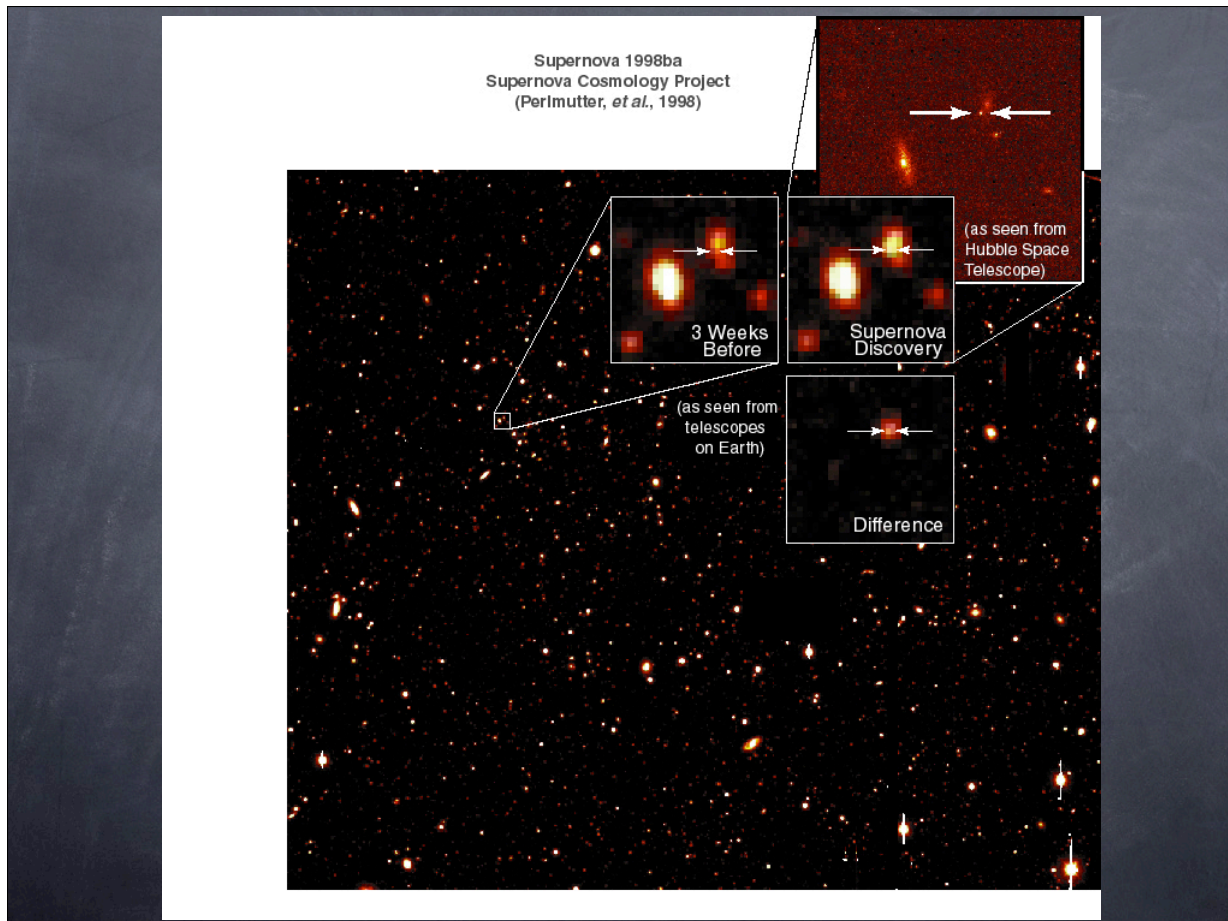 Supernova 1998ba
Supernova Cosmology Project
(Perlmutter, et al., 1998)
(as seen from
Hubble Space
Telescope)
3 Weeks
Before
Supernova
Discovery
(as seen from
telescopes
on Earth)
Difference